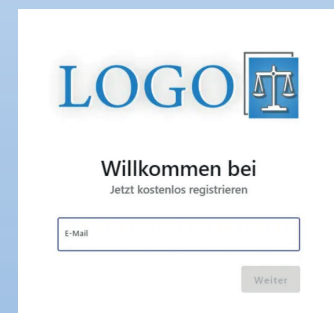 LOGO
Willkommen bei
Jetzt kostenlos registrieren
E-Mail
Weiter